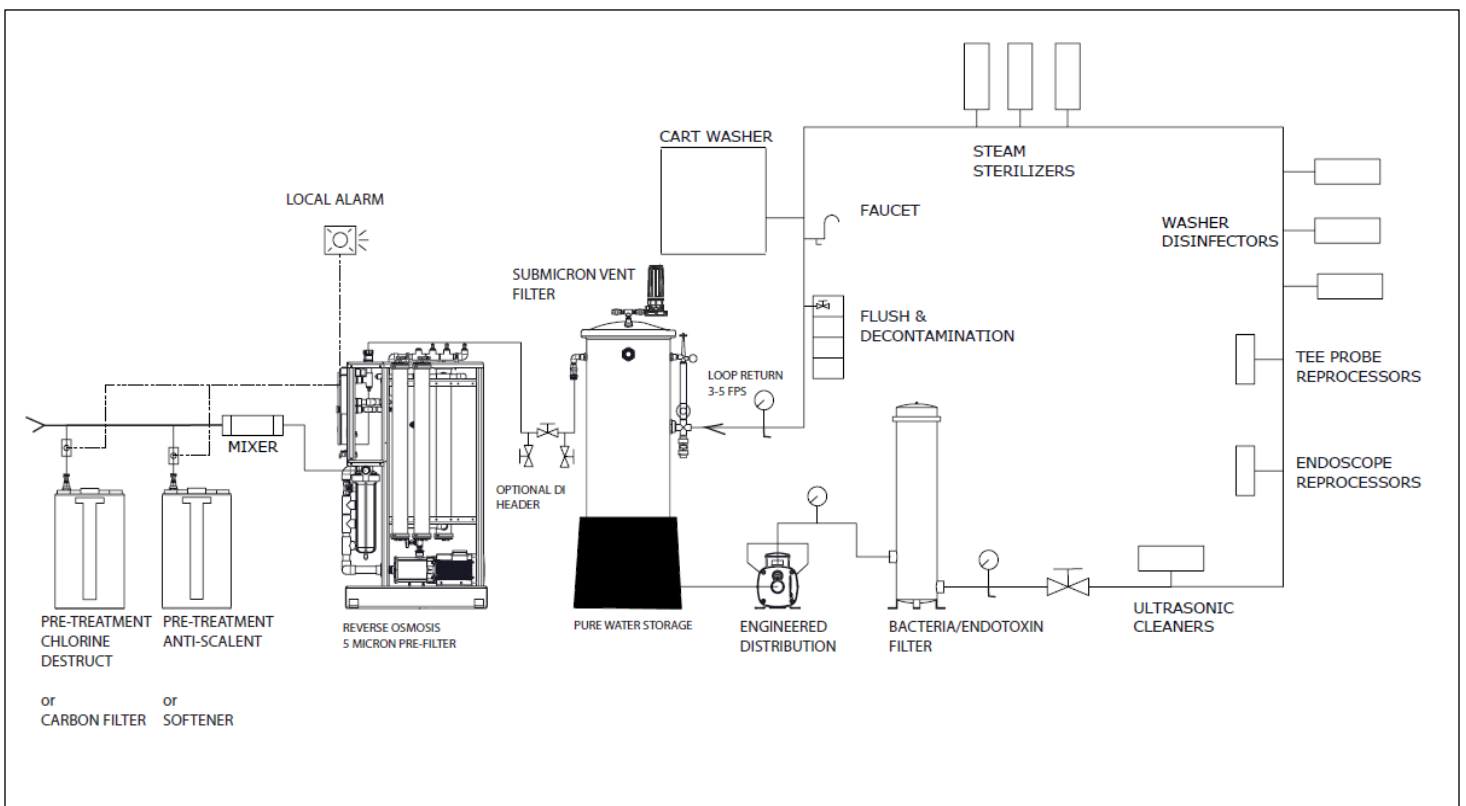 CART WASHER
STEAM
STERILIZERS
LOCAL ALARM
FAUCET
WASHER
DISINFECTORS
SUBMICRON VENT
FILTER
FLUSH &
DECONTAMINATION
TEE PROBE
REPROCESSORS
LOOP RETURN
3-5 FPS
MIXER
ENDOSCOPE
REPROCESSORS
OPTIONAL DI
HEADER
PRE-TREATMENT
CHLORINE
DESTRUCT
or
CARBON FILTER
PRE-TREATMENT
ANTI-SCALENT
or
SOFTENER
REVERSE OSMOSIS
5 MICRON PRE-FILTER
PURE WATER STORAGE
ENGINEERED
DISTRIBUTION
BACTERIA/ENDOTOXIN
FILTER
ULTRASONIC
CLEANERS